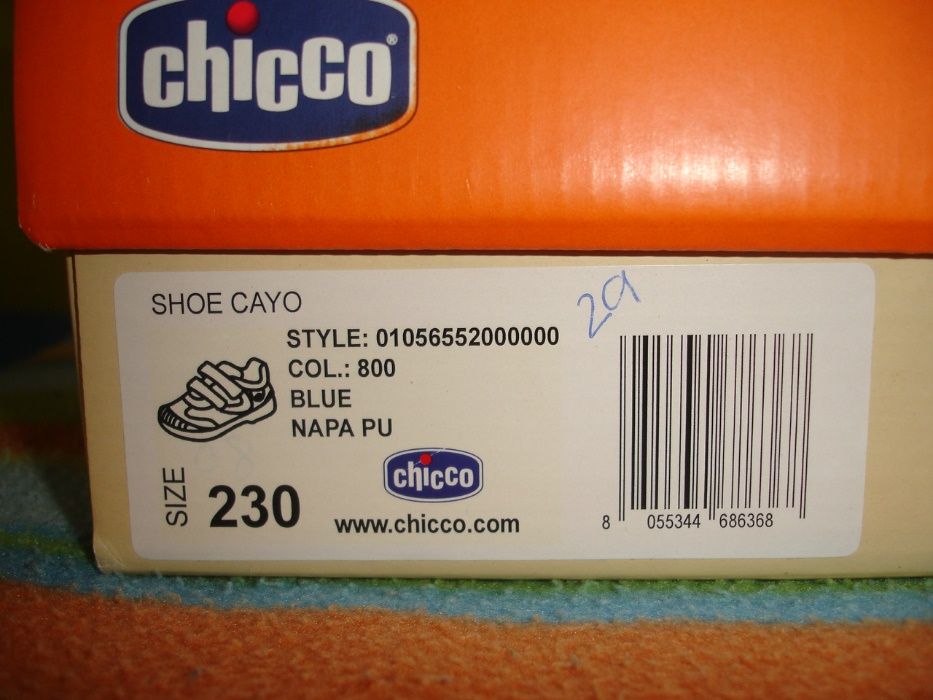 chicco®
SHOE CAYO
29
STYLE: 01056552000000
COL.: 800
BLUE
NAPA PU
chicco
SIZE 230
www.chicco.com
8 055344 686368